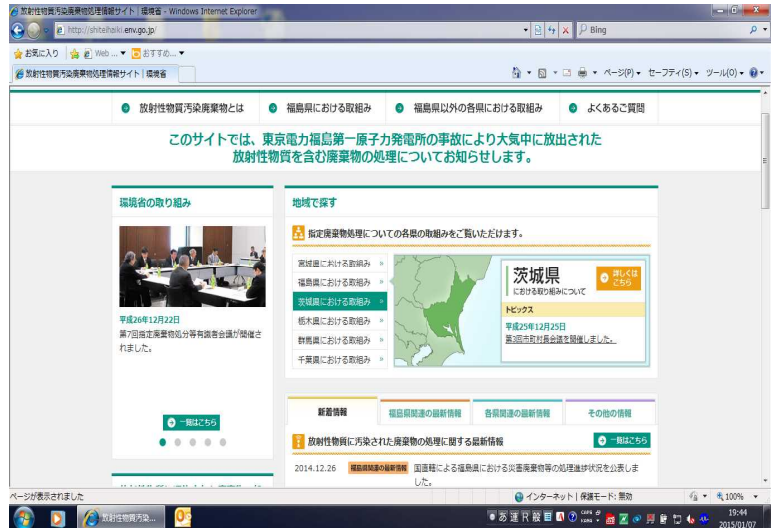 放射性物質汚染廃棄物処理情報サイト｜環境省 - Windows Internet Explorer
http://shiteihaiki.env.go.jp/
Bing
お気に入り Web ... ▼ おすすめ... ▼
放射性物質汚染廃棄物処理情報サイト｜環境省
ページ(P) ▼ セーフティ(S) ▼ ツール(O) ▼
放射性物質汚染廃棄物とは 福島県における取組み 福島県以外の各県における取組み よくあるご質問
このサイトでは、東京電力福島第一原子力発電所の事故により大気中に放出された
放射性物質を含む廃棄物の処理についてお知らせします。
環境省の取り組み
平成26年12月22日
第7回指定廃棄物処分等有識者会議が開催さ
れました。
一覧はこちら
地域で探す
指定廃棄物処理についての各県の取組みをご覧いただけます。
宮城県における取組み »
福島県における取組み »
茨城県における取組み »
栃木県における取組み »
群馬県における取組み »
千葉県における取組み »
茨城県
における取り組みについて
詳しくは
こちら
トピックス
平成25年12月25日
第3回市町村長会議を開催しました。
新着情報 福島県関連の最新情報 各県関連の最新情報 その他の情報
放射性物質に汚染された廃棄物の処理に関する最新情報
一覧はこちら
2014.12.26 福島県関連の最新情報 国直轄による福島県における災害廃棄物等の処理進捗状況を公表しま
した。
ページが表示されました
インターネット | 保護モード: 無効
100%
放射性物質汚染...
あ 連 R 般
CAPS
KANA
19:44
2015/01/07